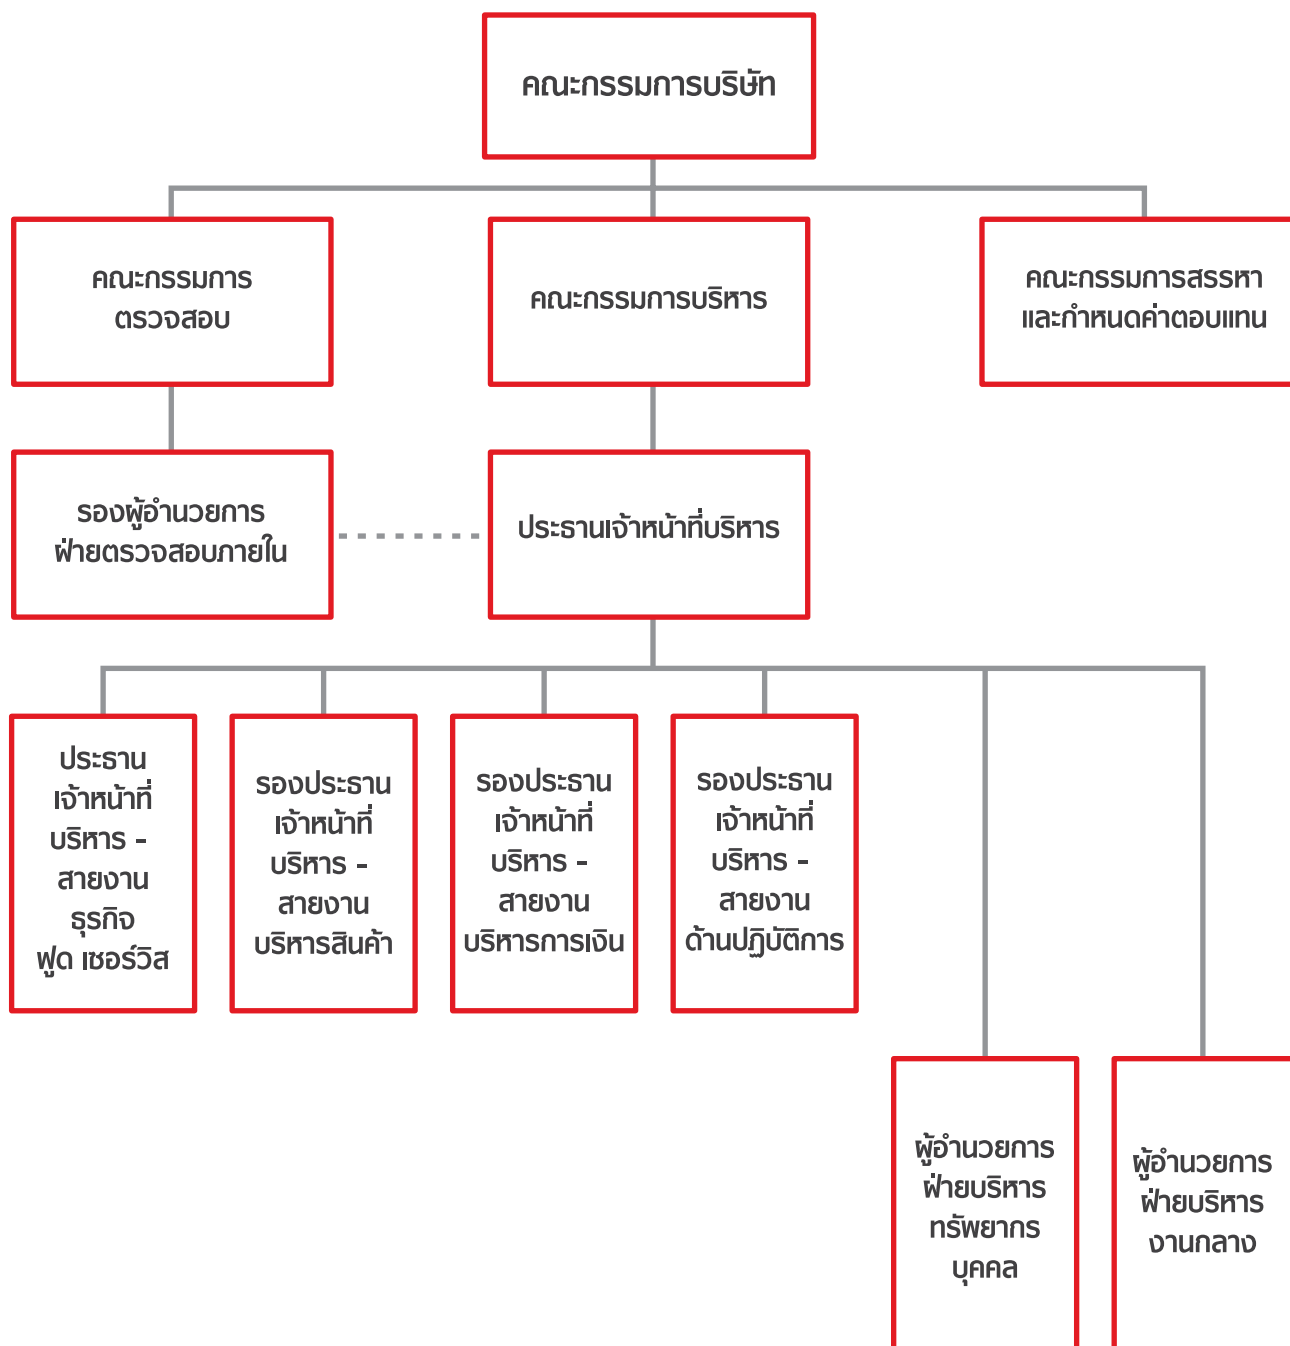 คณะกรรมการบริษัท
คณะกรรมการ
ตรวจสอบ
คณะกรรมการบริหาร
คณะกรรมการสรรหา
และกำหนดค่าตอบแทน
รองผู้อำนวยการ
ฝ่ายตรวจสอบภายใน
ประธานเจ้าหน้าที่บริหาร
ประธาน
เจ้าหน้าที่
บริหาร -
สายงาน
ธุรกิจ
ฟูด เซอร์วิส
รองประธาน
เจ้าหน้าที่
บริหาร -
สายงาน
บริหารสินค้า
รองประธาน
เจ้าหน้าที่
บริหาร -
สายงาน
บริหารการเงิน
รองประธาน
เจ้าหน้าที่
บริหาร -
สายงาน
ด้านปฏิบัติการ
ผู้อำนวยการ
ฝ่ายบริหาร
ทรัพยากร
บุคคล
ผู้อำนวยการ
ฝ่ายบริหาร
งานกลาง